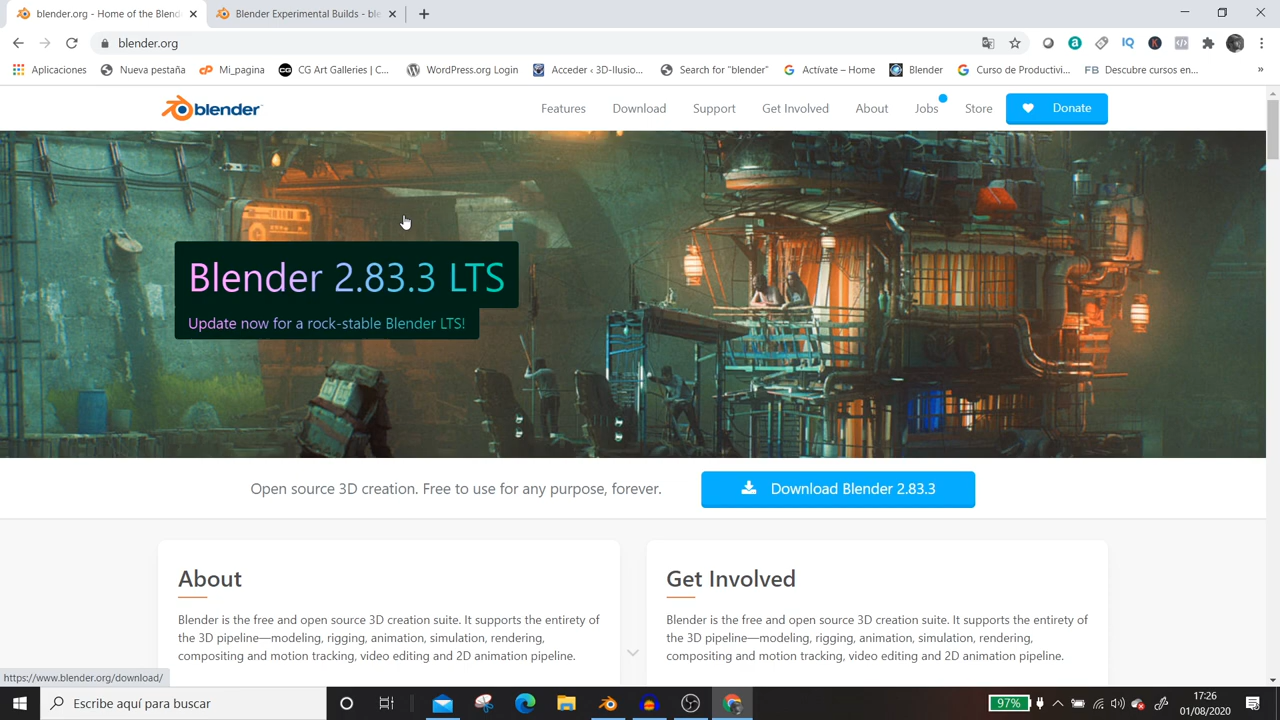 blender.org - Home of the Blend
Blender Experimental Builds - ble
blender.org
Aplicaciones
Nueva pestaña
Mi_pagina
CG Art Galleries | C...
WordPress.org Login
Acceder ‹ 3D-Ilusio...
Search for "blender"
Actívate – Home
Blender
Curso de Productivi...
FB Descubre cursos en...
»
blender
Features
Download
Support
Get Involved
About
Jobs
Store
Donate
Blender 2.83.3 LTS
Update now for a rock-stable Blender LTS!
Open source 3D creation. Free to use for any purpose, forever.
Download Blender 2.83.3
About
Blender is the free and open source 3D creation suite. It supports the entirety of
the 3D pipeline—modeling, rigging, animation, simulation, rendering,
compositing and motion tracking, video editing and 2D animation pipeline.
Get Involved
Blender is the free and open source 3D creation suite. It supports the entirety of
the 3D pipeline—modeling, rigging, animation, simulation, rendering,
compositing and motion tracking, video editing and 2D animation pipeline.
https://www.blender.org/download/
Escribe aquí para buscar
97%
17:26
01/08/2020